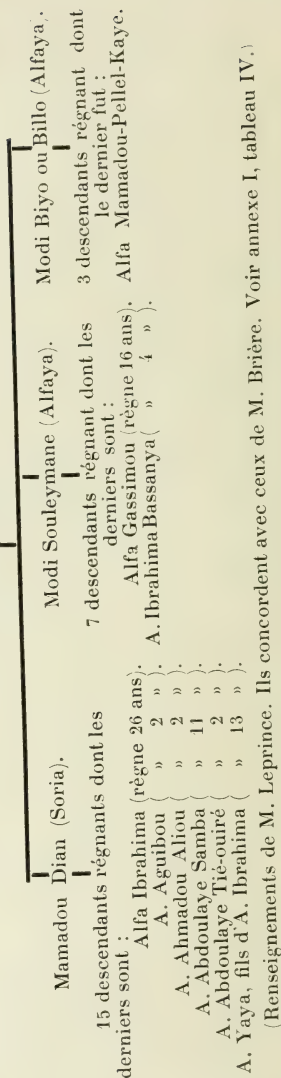 Mamadou Dian (Soria).
15 descendants régnants dont les
derniers sont :
Alfa Ibrahima (règne 26 ans).
A. Aguibou ( » 2 » ).
A. Ahmadou Aliou ( » 2 » ).
A. Abdoulaye Samba ( » 11 » ).
A. Abdoulaye Tiè-ouiré ( » 2 » ).
A. Yaya, fils d'A. Ibrahima ( » 13 » ).
Modi Souleymane (Alfaya).
7 descendants régnant dont les
derniers sont :
Alfa Gassimou (règne 16 ans).
A. Ibrahima Bassanya ( » 4 » ).
Modi Biyo ou Billo (Alfaya).
3 descendants régnant dont
le dernier fut :
Alfa Mamadou-Pellel-Kaye.
(Renseignements de M. Leprince. Ils concordent avec ceux de M. Brière. Voir annexe I, tableau IV.)